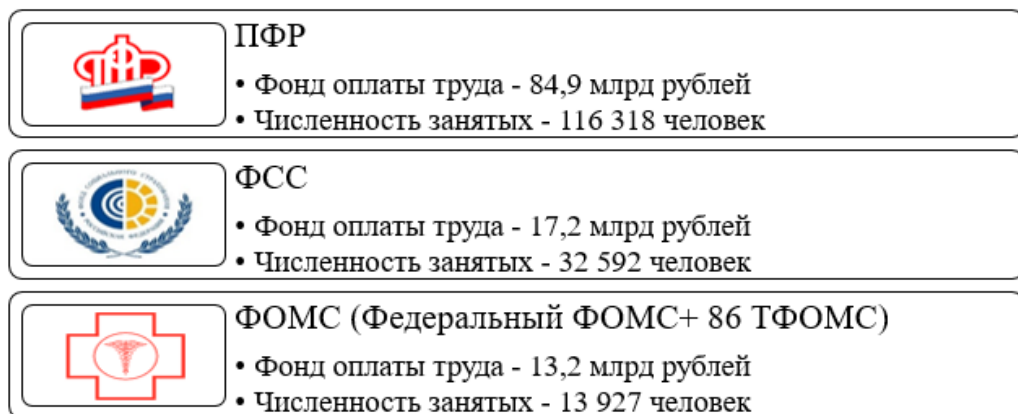 ПФР
• Фонд оплаты труда - 84,9 млрд рублей
• Численность занятых - 116 318 человек
ФСС
• Фонд оплаты труда - 17,2 млрд рублей
• Численность занятых - 32 592 человек
ФОМС (Федеральный ФОМС+ 86 ТФОМС)
• Фонд оплаты труда - 13,2 млрд рублей
• Численность занятых - 13 927 человек